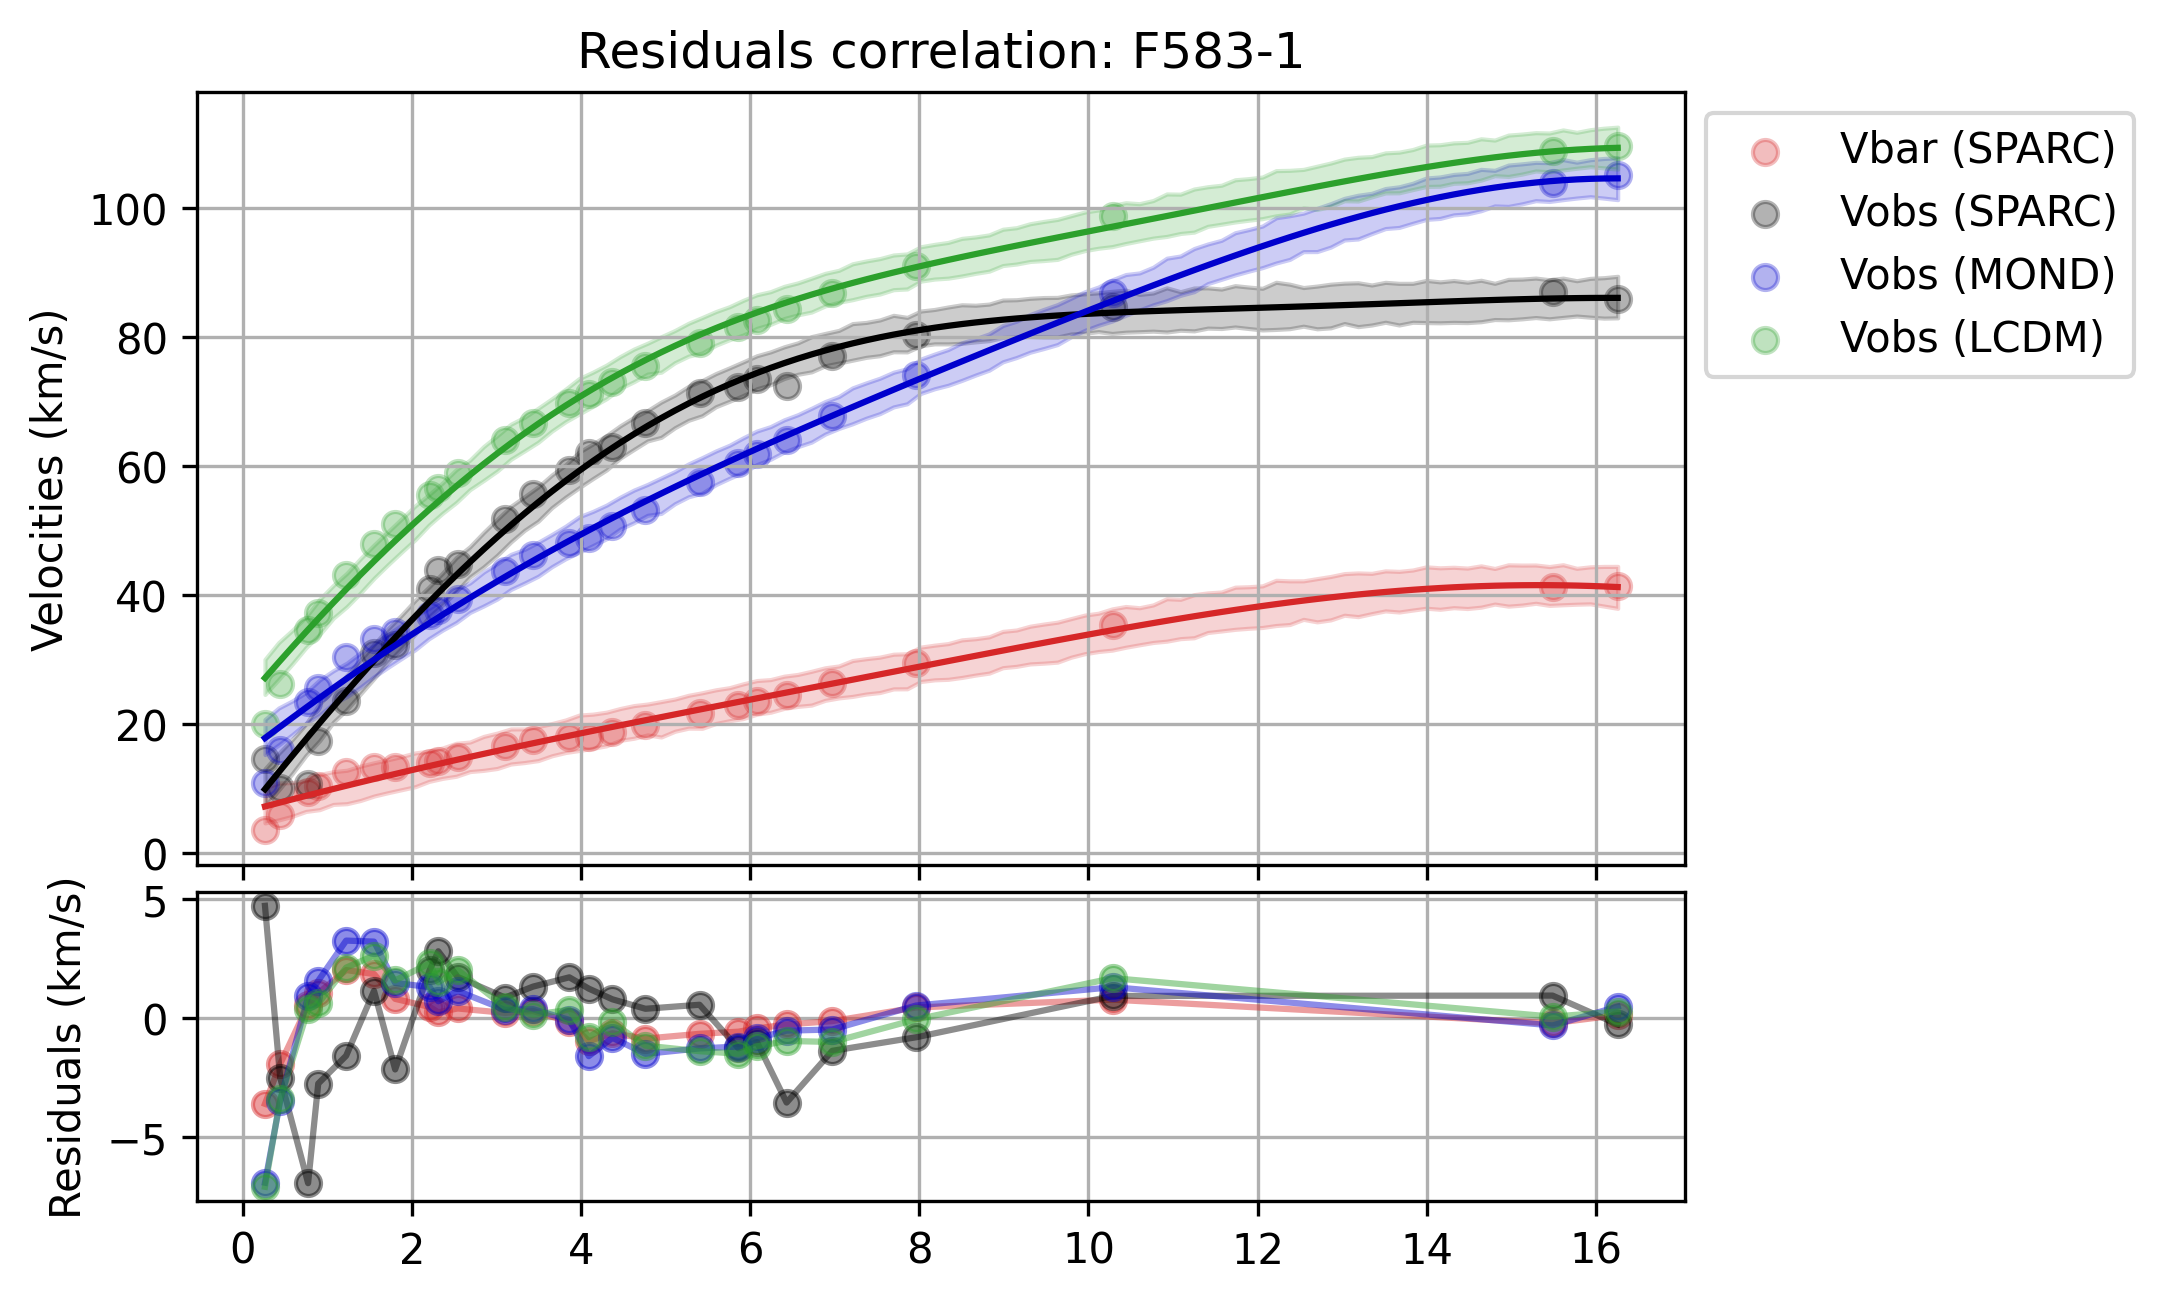 Residuals correlation: F583-1
Velocities (km/s)
100
80
60
40
20
0
Vbar (SPARC)
Vobs (SPARC)
Vobs (MOND)
Vobs (LCDM)
Residuals (km/s)
5
0
−5
0 2 4 6 8 10 12 14 16